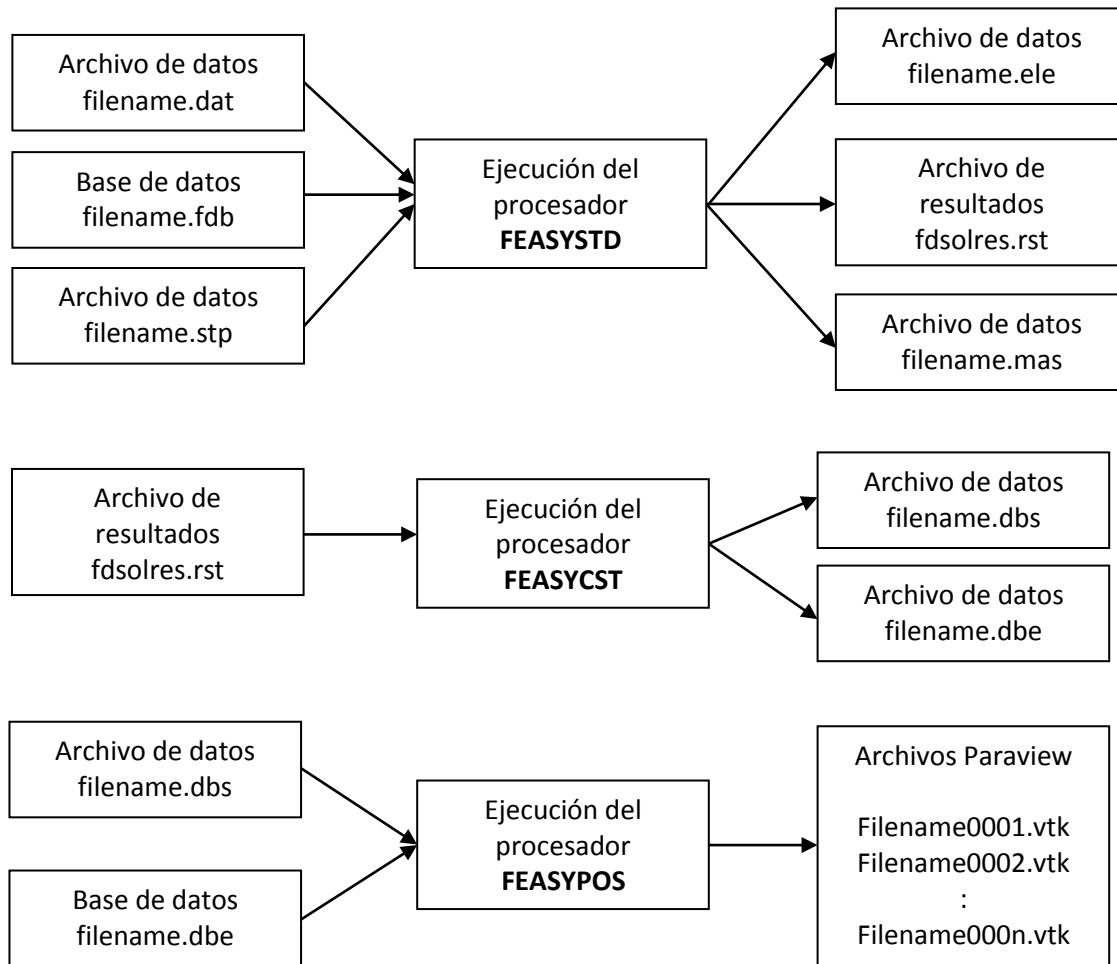 Archivo de datos
filename.dat
Base de datos
filename.fdb
Archivo de datos
filename.stp
Ejecución del
procesador
FEASYSTD
Archivo de datos
filename.ele
Archivo de
resultados
fdsolres.rst
Archivo de datos
filename.mas
Archivo de
resultados
fdsolres.rst
Ejecución del
procesador
FEASYCST
Archivo de datos
filename.dbs
Archivo de datos
filename.dbe
Archivo de datos
filename.dbs
Base de datos
filename.dbe
Ejecución del
procesador
FEASYPOS
Archivos Paraview
Filename0001.vtk
Filename0002.vtk
:
Filename000n.vtk